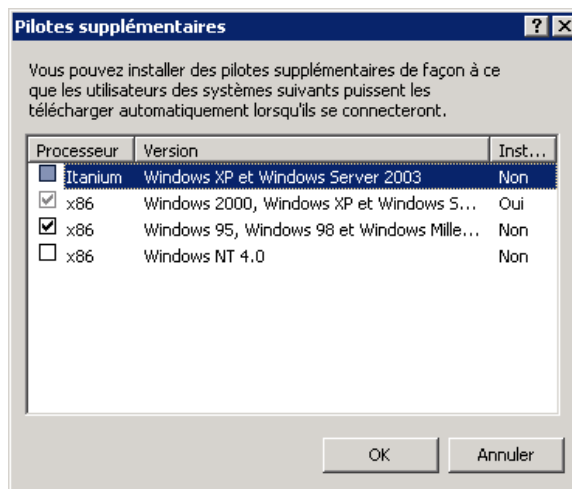 Pilotes supplémentaires
Vous pouvez installer des pilotes supplémentaires de façon à ce
que les utilisateurs des systèmes suivants puissent les
télécharger automatiquement lorsqu'ils se connecteront.
Processeur Version Inst...
Itanium Windows XP et Windows Server 2003 Non
x86 Windows 2000, Windows XP et Windows S... Oui
x86 Windows 95, Windows 98 et Windows Mille... Non
x86 Windows NT 4.0 Non
OK Annuler